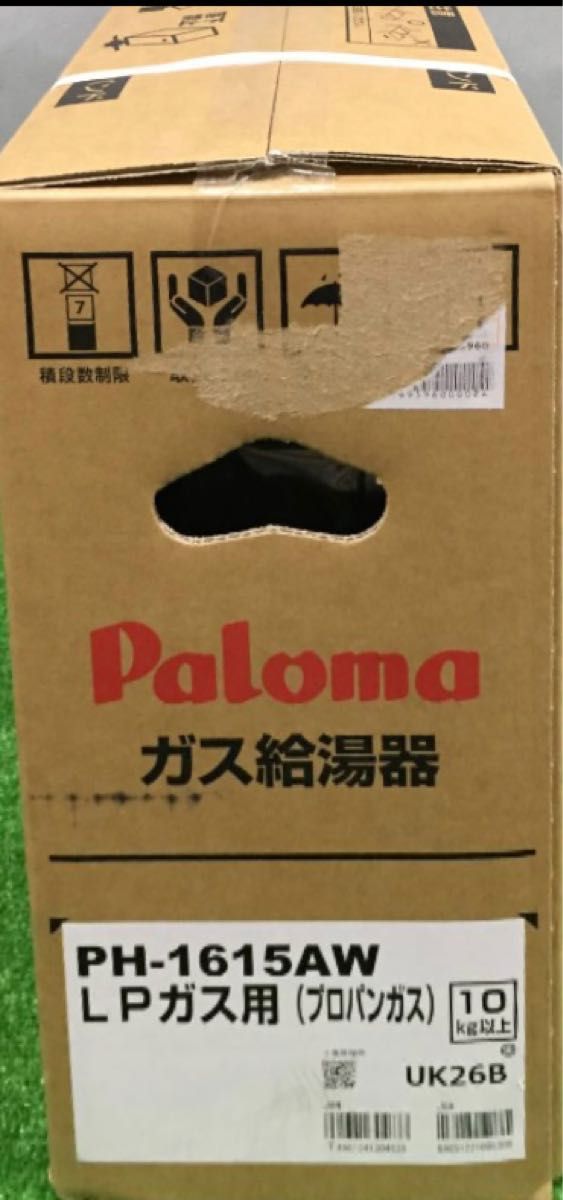 7
積段数制限
Paloma
ガス給湯器
PH-1615AW
LPガス用(プロパンガス)
10
kg以上
UK26B